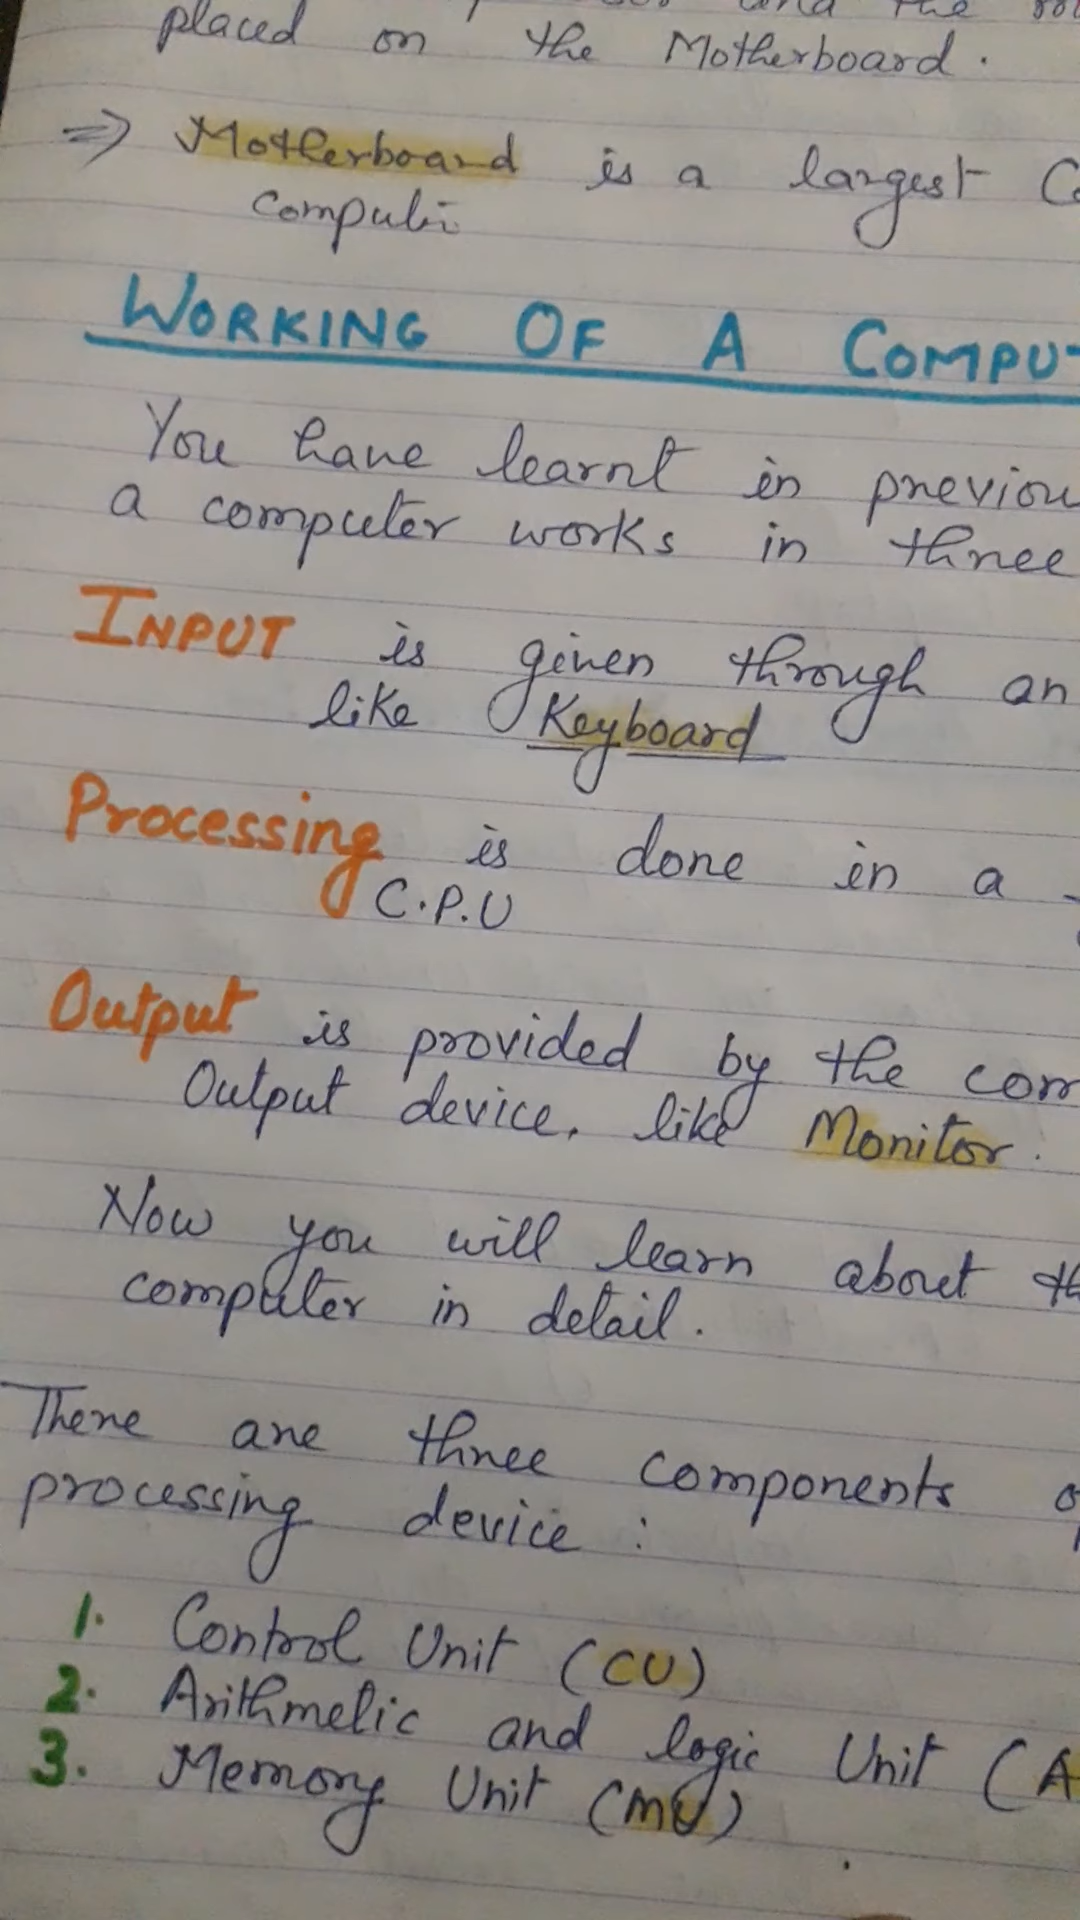 and the
placed on the Motherboard.
⇒ Motherboard is a largest
Computi
WORKING OF A COMPU
You have learnt in previou
a computer works in three
INPUT is given through an
like Keyboard
Processing is done in a
C.P.U
Output is provided by the com
Output device, like Monitor.
Now you will learn about th
computer in detail.
There are three components o
processing device :
1. Control Unit (CU)
2. Arithmetic and logic Unit (A
3. Memory Unit (MU)